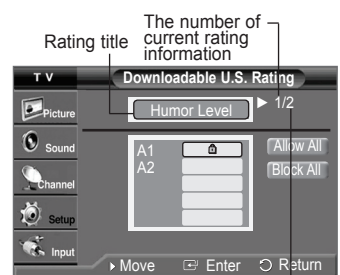 The number of
current rating
information
Rating title
T V
Downloadable U.S. Rating
Picture
Humor Level
► 1/2
Sound
A1
Allow All
A2
Block All
Channel
Setup
Input
Move
Enter
Return